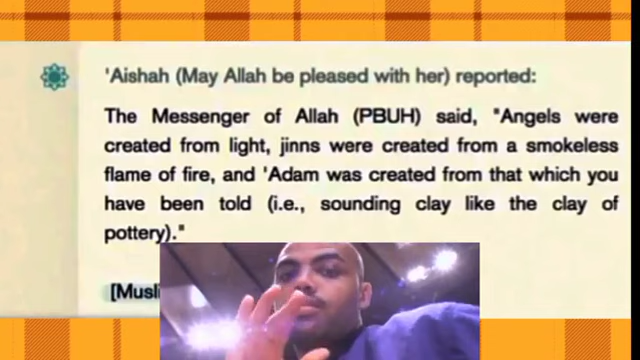 'Aishah (May Allah be pleased with her) reported:
The Messenger of Allah (PBUH) said, "Angels were
created from light, jinns were created from a smokeless
flame of fire, and 'Adam was created from that which you
have been told (i.e., sounding clay like the clay of
pottery)."